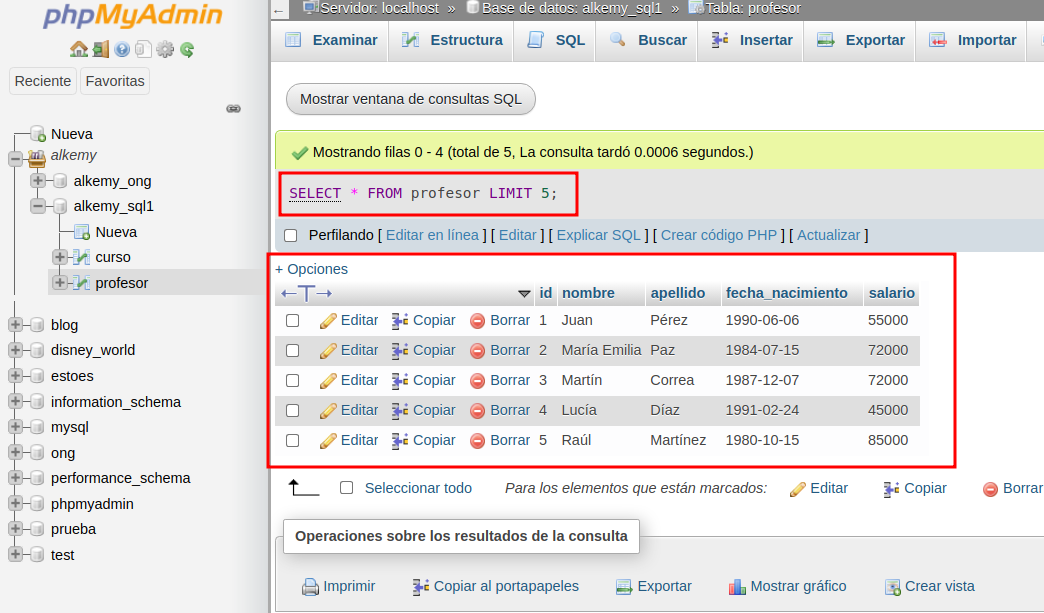 phpMyAdmin
Reciente Favoritas
Nueva
alkemy
alkemy_ong
alkemy_sql1
Nueva
curso
profesor
blog
disney_world
estoes
information_schema
mysql
ong
performance_schema
phpmyadmin
prueba
test
Servidor: localhost » Base de datos: alkemy_sql1 » Tabla: profesor
Examinar Estructura SQL Buscar Insertar Exportar Importar
Mostrar ventana de consultas SQL
Mostrando filas 0 - 4 (total de 5, La consulta tardó 0.0006 segundos.)
SELECT * FROM profesor LIMIT 5;
Perfilando [ Editar en línea ] [ Editar ] [ Explicar SQL ] [ Crear código PHP ] [ Actualizar ]
+ Opciones
←T→ id nombre apellido fecha_nacimiento salario
Editar Copiar Borrar 1 Juan Pérez 1990-06-06 55000
Editar Copiar Borrar 2 María Emilia Paz 1984-07-15 72000
Editar Copiar Borrar 3 Martín Correa 1987-12-07 72000
Editar Copiar Borrar 4 Lucía Díaz 1991-02-24 45000
Editar Copiar Borrar 5 Raúl Martínez 1980-10-15 85000
Seleccionar todo Para los elementos que están marcados: Editar Copiar Borrar
Operaciones sobre los resultados de la consulta
Imprimir Copiar al portapapeles Exportar Mostrar gráfico Crear vista